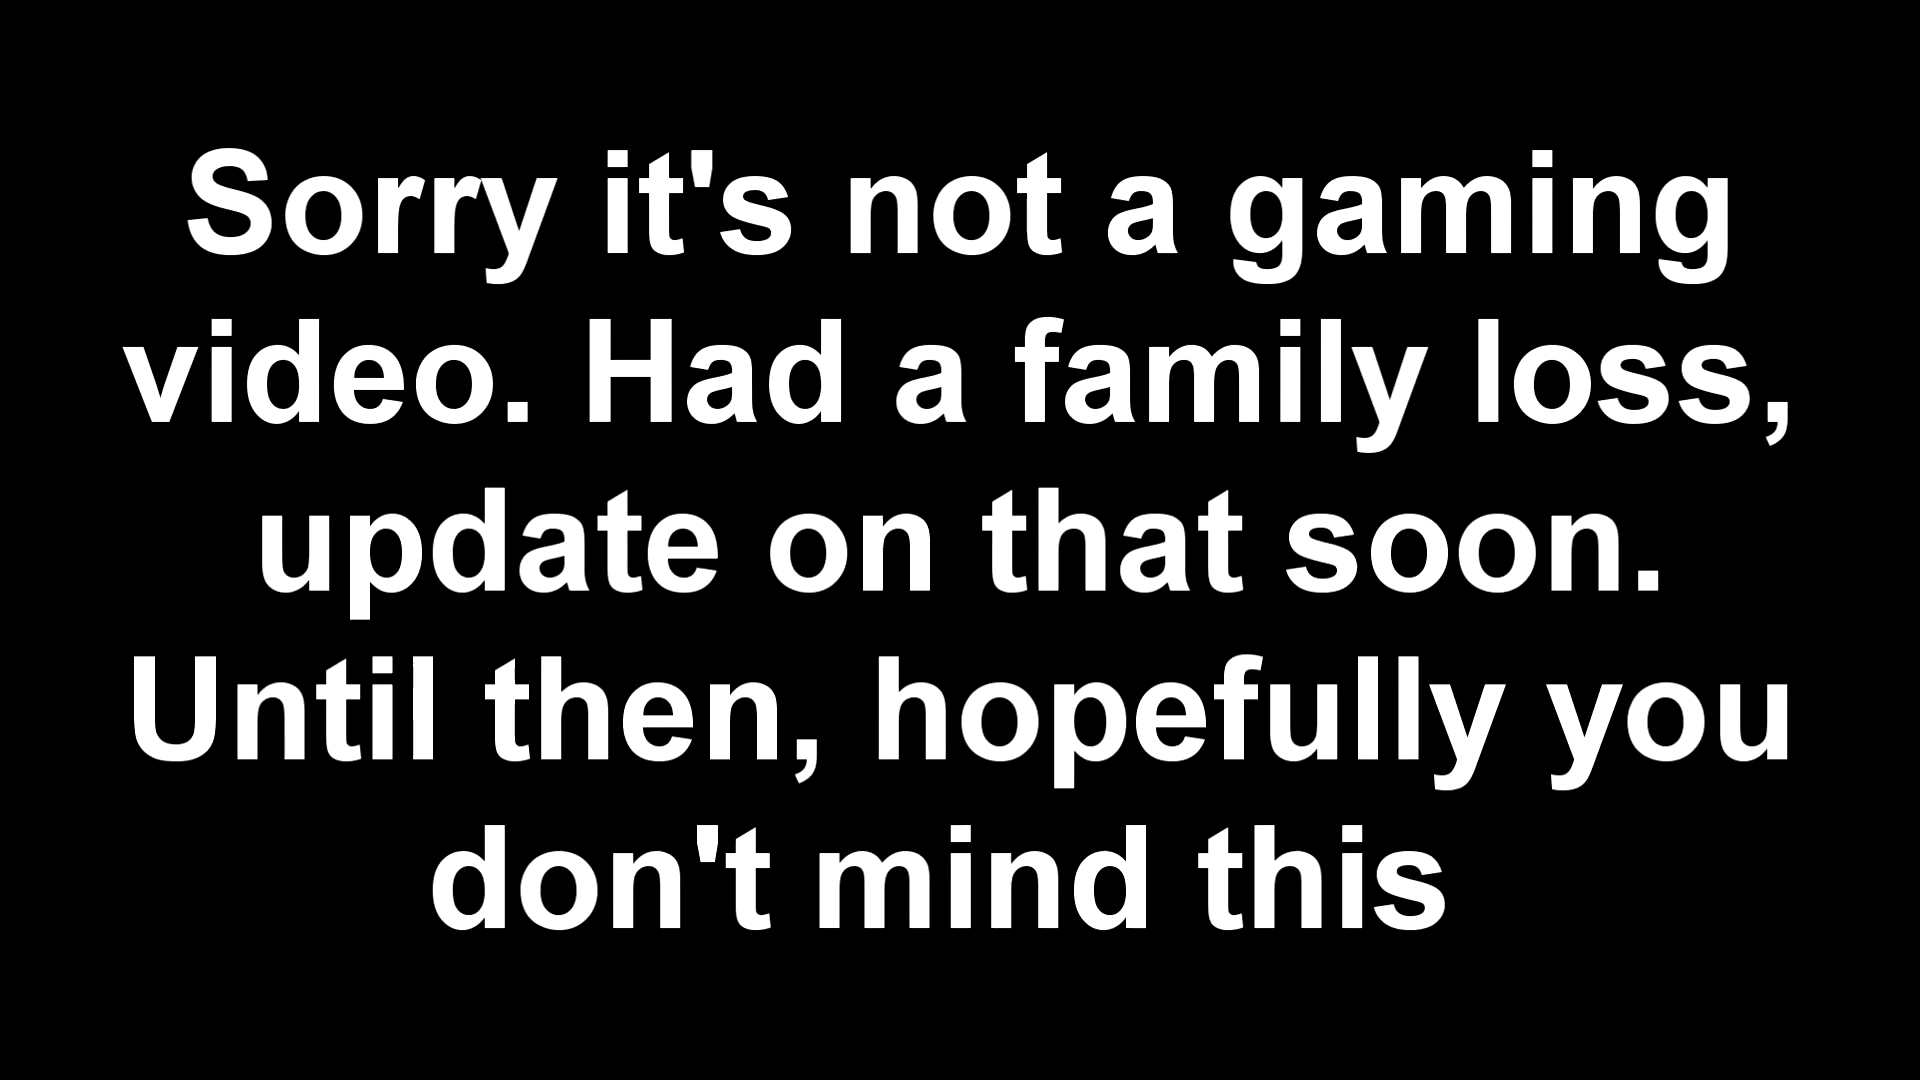 Sorry it's not a gaming
video. Had a family loss,
update on that soon.
Until then, hopefully you
don't mind this